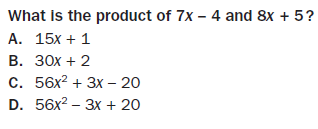 What is the product of 7x – 4 and 8x + 5?
A. 15x + 1
B. 30x + 2
C. 56x² + 3x – 20
D. 56x² – 3x + 20